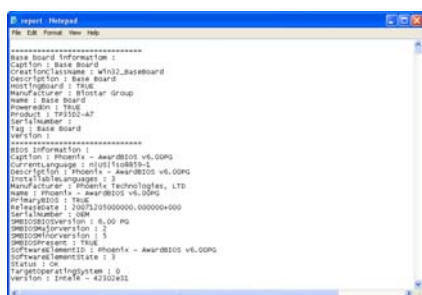 report - Notepad
File Edit Format View Help
==============================
Base Board information :
Caption : Base Board
CreationClassName : Win32_BaseBoard
Description : Base Board
HostingBoard : TRUE
Manufacturer : Biostar Group
Name : Base Board
PoweredOn : TRUE
Product : TP35D2-A7
SerialNumber :
Tag : Base Board
Version :
==============================
BIOS Information :
Caption : Phoenix - AwardBIOS v6.00PG
CurrentLanguage : n|US|iso8859-1
Description : Phoenix - AwardBIOS v6.00PG
InstallableLanguages : 3
Manufacturer : Phoenix Technologies, LTD
Name : Phoenix - AwardBIOS v6.00PG
PrimaryBIOS : TRUE
ReleaseDate : 20071205000000.000000+000
SerialNumber : OEM
SMBIOSBIOSVersion : 6.00 PG
SMBIOSMajorVersion : 2
SMBIOSMinorVersion : 5
SMBIOSPresent : TRUE
SoftwareElementID : Phoenix - AwardBIOS v6.00PG
SoftwareElementState : 3
Status : OK
TargetOperatingSystem : 0
Version : IntelR - 42302e31